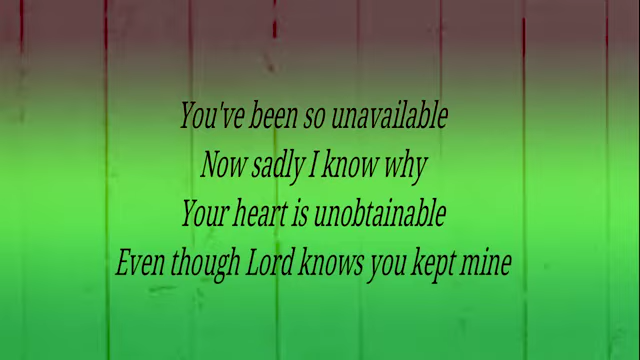 You've been so unavailable
Now sadly I know why
Your heart is unobtainable
Even though Lord knows you kept mine